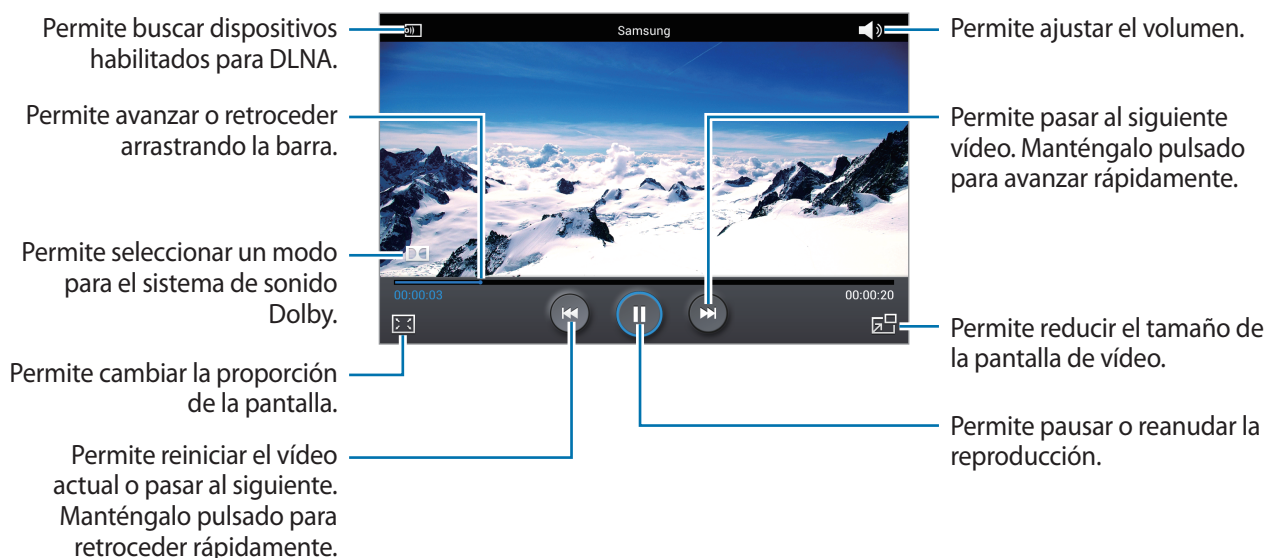 Permite buscar dispositivos
habilitados para DLNA.
Permite avanzar o retroceder
arrastrando la barra.
Permite seleccionar un modo
para el sistema de sonido
Dolby.
Permite cambiar la proporción
de la pantalla.
Permite reiniciar el vídeo
actual o pasar al siguiente.
Manténgalo pulsado para
retroceder rápidamente.
Samsung
00:00:03
00:00:20
Permite ajustar el volumen.
Permite pasar al siguiente
vídeo. Manténgalo pulsado
para avanzar rápidamente.
Permite reducir el tamaño de
la pantalla de vídeo.
Permite pausar o reanudar la
reproducción.